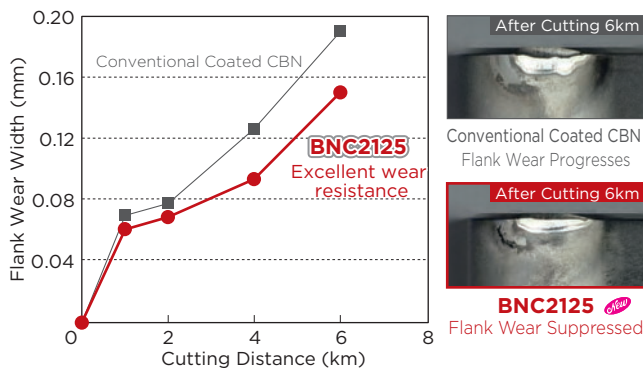 Flank Wear Width (mm)
0.20
0.16
0.12
0.08
0.04
0
2
4
6
8
Cutting Distance (km)
Conventional Coated CBN
BNC2125
Excellent wear
resistance
After Cutting 6km
Conventional Coated CBN
Flank Wear Progresses
After Cutting 6km
BNC2125 New
Flank Wear Suppressed